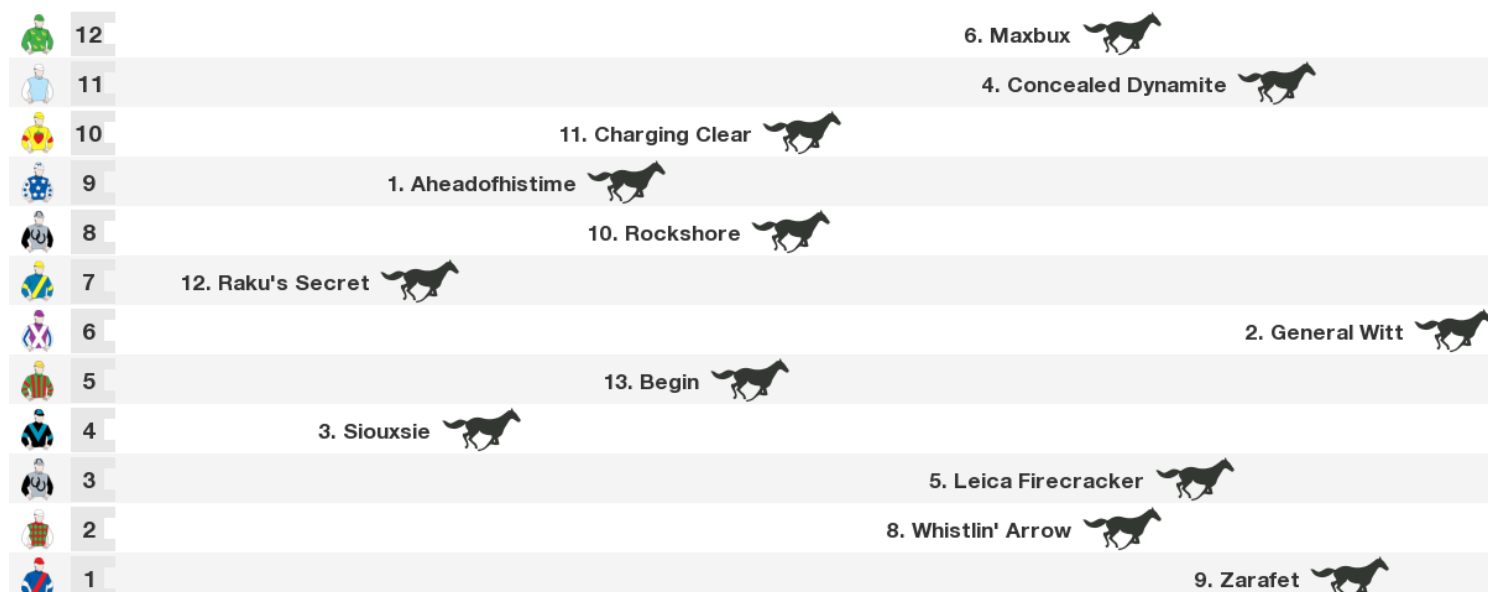 12 6. Maxbux
11 4. Concealed Dynamite
10 11. Charging Clear
9 1. Aheadofhistime
8 10. Rockshore
7 12. Raku's Secret
6 2. General Witt
5 13. Begin
4 3. Siouxsie
3 5. Leica Firecracker
2 8. Whistlin' Arrow
1 9. Zarafet